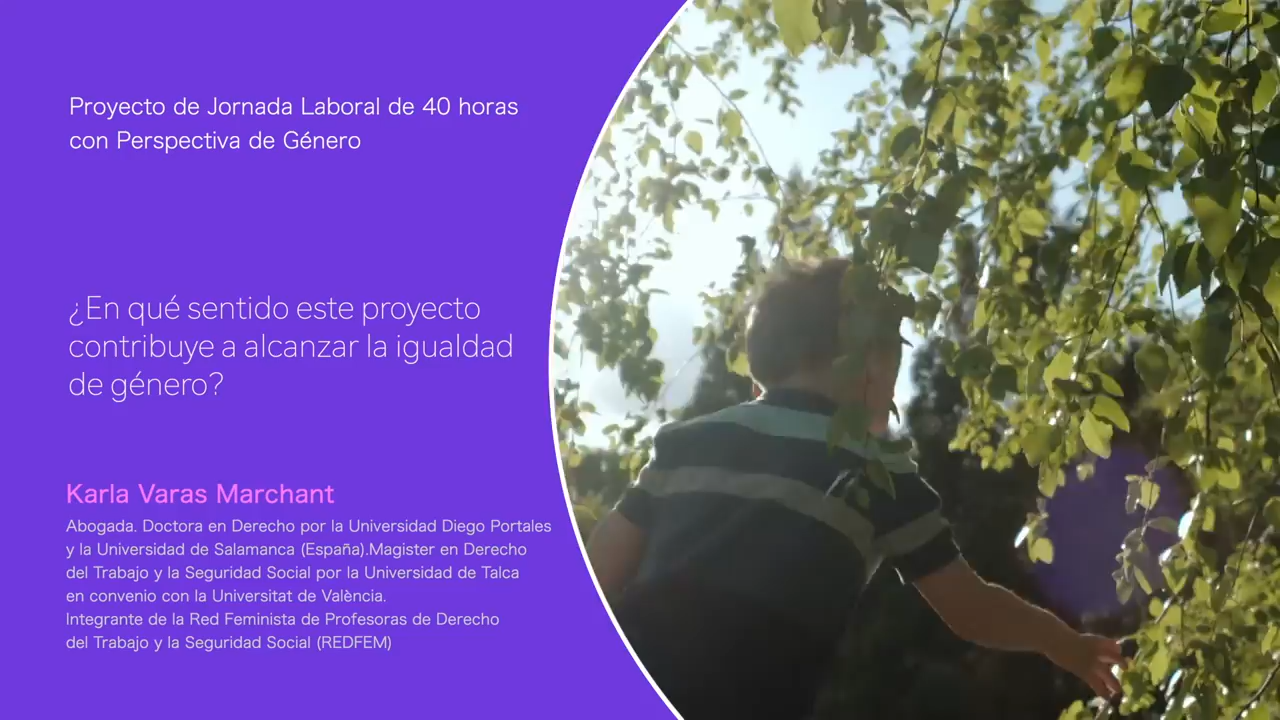 Proyecto de Jornada Laboral de 40 horas
con Perspectiva de Género
¿En qué sentido este proyecto
contribuye a alcanzar la igualdad
de género?
Karla Varas Marchant
Abogada. Doctora en Derecho por la Universidad Diego Portales
y la Universidad de Salamanca (España).Magister en Derecho
del Trabajo y la Seguridad Social por la Universidad de Talca
en convenio con la Universitat de València.
Integrante de la Red Feminista de Profesoras de Derecho
del Trabajo y la Seguridad Social (REDFEM)